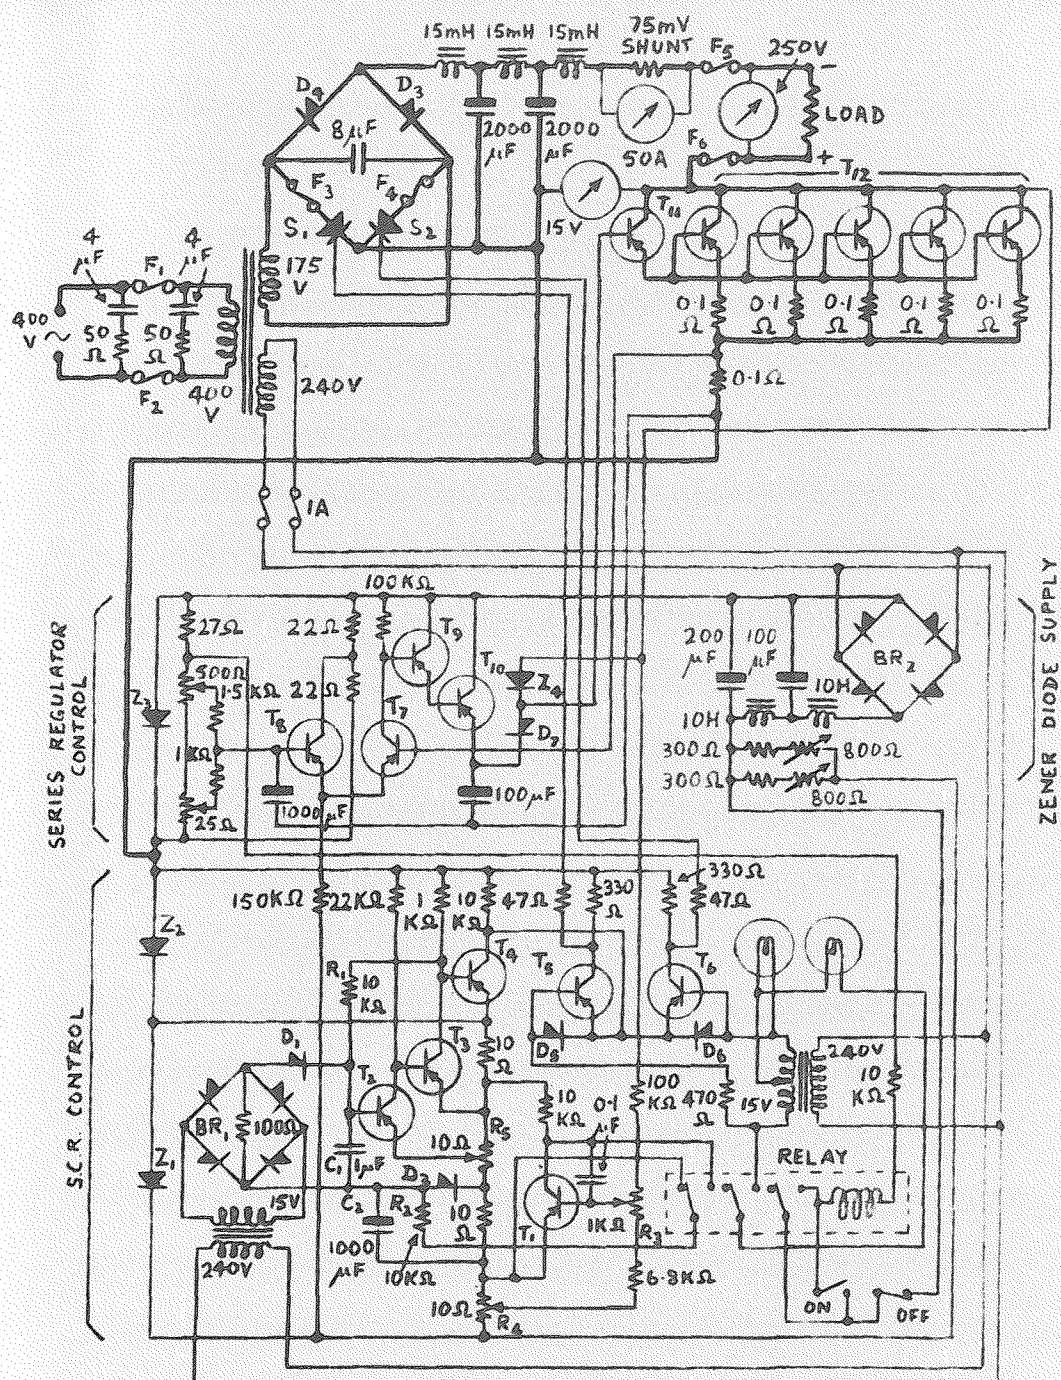 15mH 15mH 15mH 75mV SHUNT F5 250V −
D4 D3
8µF
2000 µF 2000 µF
50A
LOAD
F6 +
T12
F3 F4
S1 S2
15V
T11
4 µF F1 4 µF
175 V
400 V ~ 50 Ω 50 Ω
0.1 Ω 0.1 Ω 0.1 Ω 0.1 Ω 0.1 Ω
F2 400 V
240V
0.1Ω
1A
SERIES REGULATOR CONTROL
ZENER DIODE SUPPLY
100KΩ
27Ω 22Ω T9
200 µF 100 µF
BR2
500Ω 1.5KΩ 22Ω T10 Z4
10H
Z3 T8 T7 D7
10H
1KΩ
300Ω 800Ω
300Ω 800Ω
25Ω 1000µF 100µF
S.C.R CONTROL
150KΩ 22KΩ 1 KΩ 10 KΩ 47Ω 330 Ω 330Ω 47Ω
Z2
R1 10 KΩ T4 T5 T6
D1 T3 10 Ω D5 D6 240V
T2 10 KΩ 0.1 µF 100 KΩ 470 Ω 15V 10 KΩ
BR1 100Ω R5
10Ω
RELAY
Z1 C1 1µF D3
15V C2 R2 10 Ω T1 1KΩ R3
1000 µF
240V 10KΩ 6.8KΩ
10Ω R4 ON OFF